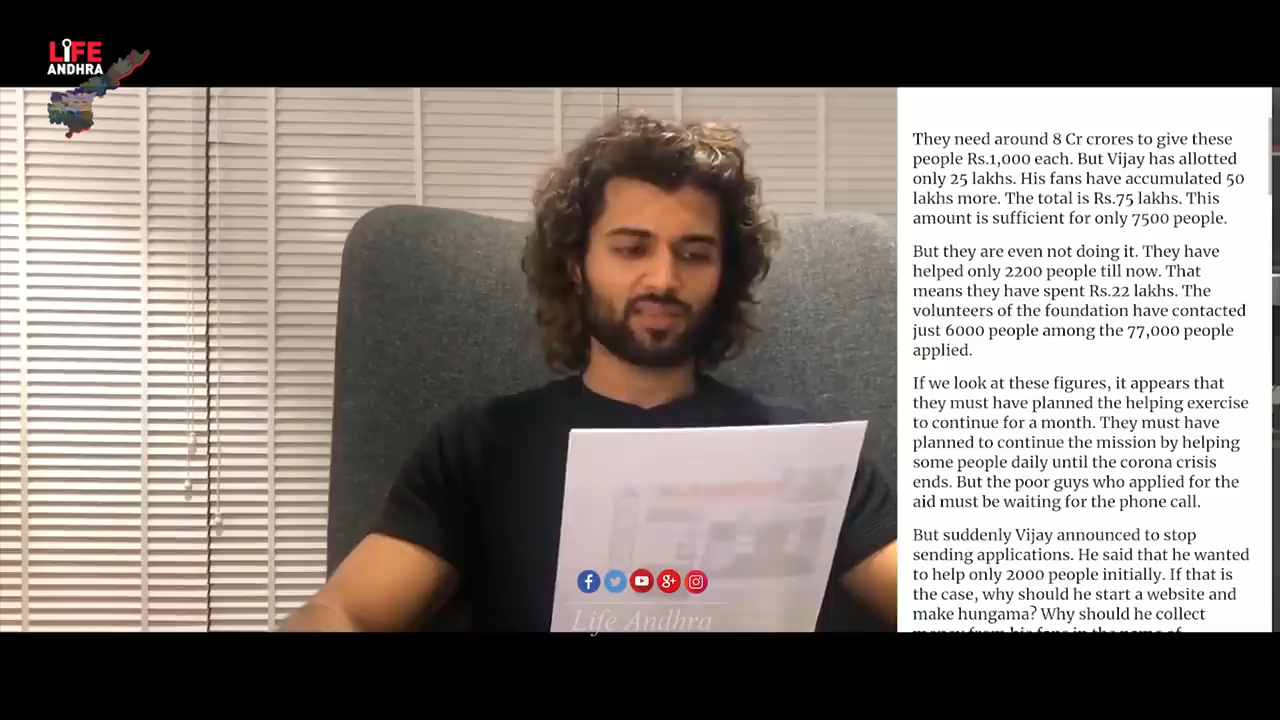 LiFE
ANDHRA
They need around 8 Cr crores to give these
people Rs.1,000 each. But Vijay has allotted
only 25 lakhs. His fans have accumulated 50
lakhs more. The total is Rs.75 lakhs. This
amount is sufficient for only 7500 people.
But they are even not doing it. They have
helped only 2200 people till now. That
means they have spent Rs.22 lakhs. The
volunteers of the foundation have contacted
just 6000 people among the 77,000 people
applied.
If we look at these figures, it appears that
they must have planned the helping exercise
to continue for a month. They must have
planned to continue the mission by helping
some people daily until the corona crisis
ends. But the poor guys who applied for the
aid must be waiting for the phone call.
But suddenly Vijay announced to stop
sending applications. He said that he wanted
to help only 2000 people initially. If that is
the case, why should he start a website and
make hungama? Why should he collect
money from his fans in the name of
Life Andhra